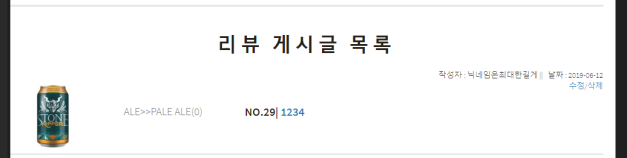 리뷰 게시글 목록
작성자 : 닉네임은최대한길게 || 날짜 : 2019-06-12
수정/삭제
STONE
ALE>>PALE ALE(0)
NO.29| 1234